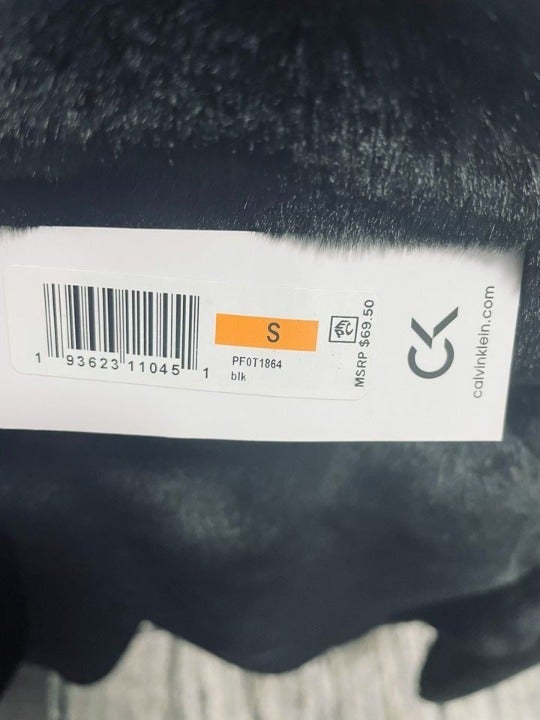 1 93623 11045 1
S
PF0T1864
blk
MSRP $69.50
CK
calvinklein.com